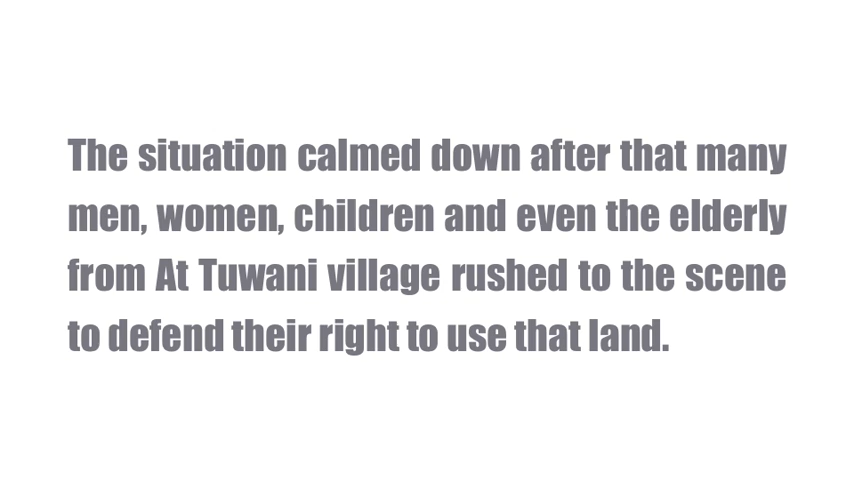 The situation calmed down after that many
men, women, children and even the elderly
from At Tuwani village rushed to the scene
to defend their right to use that land.